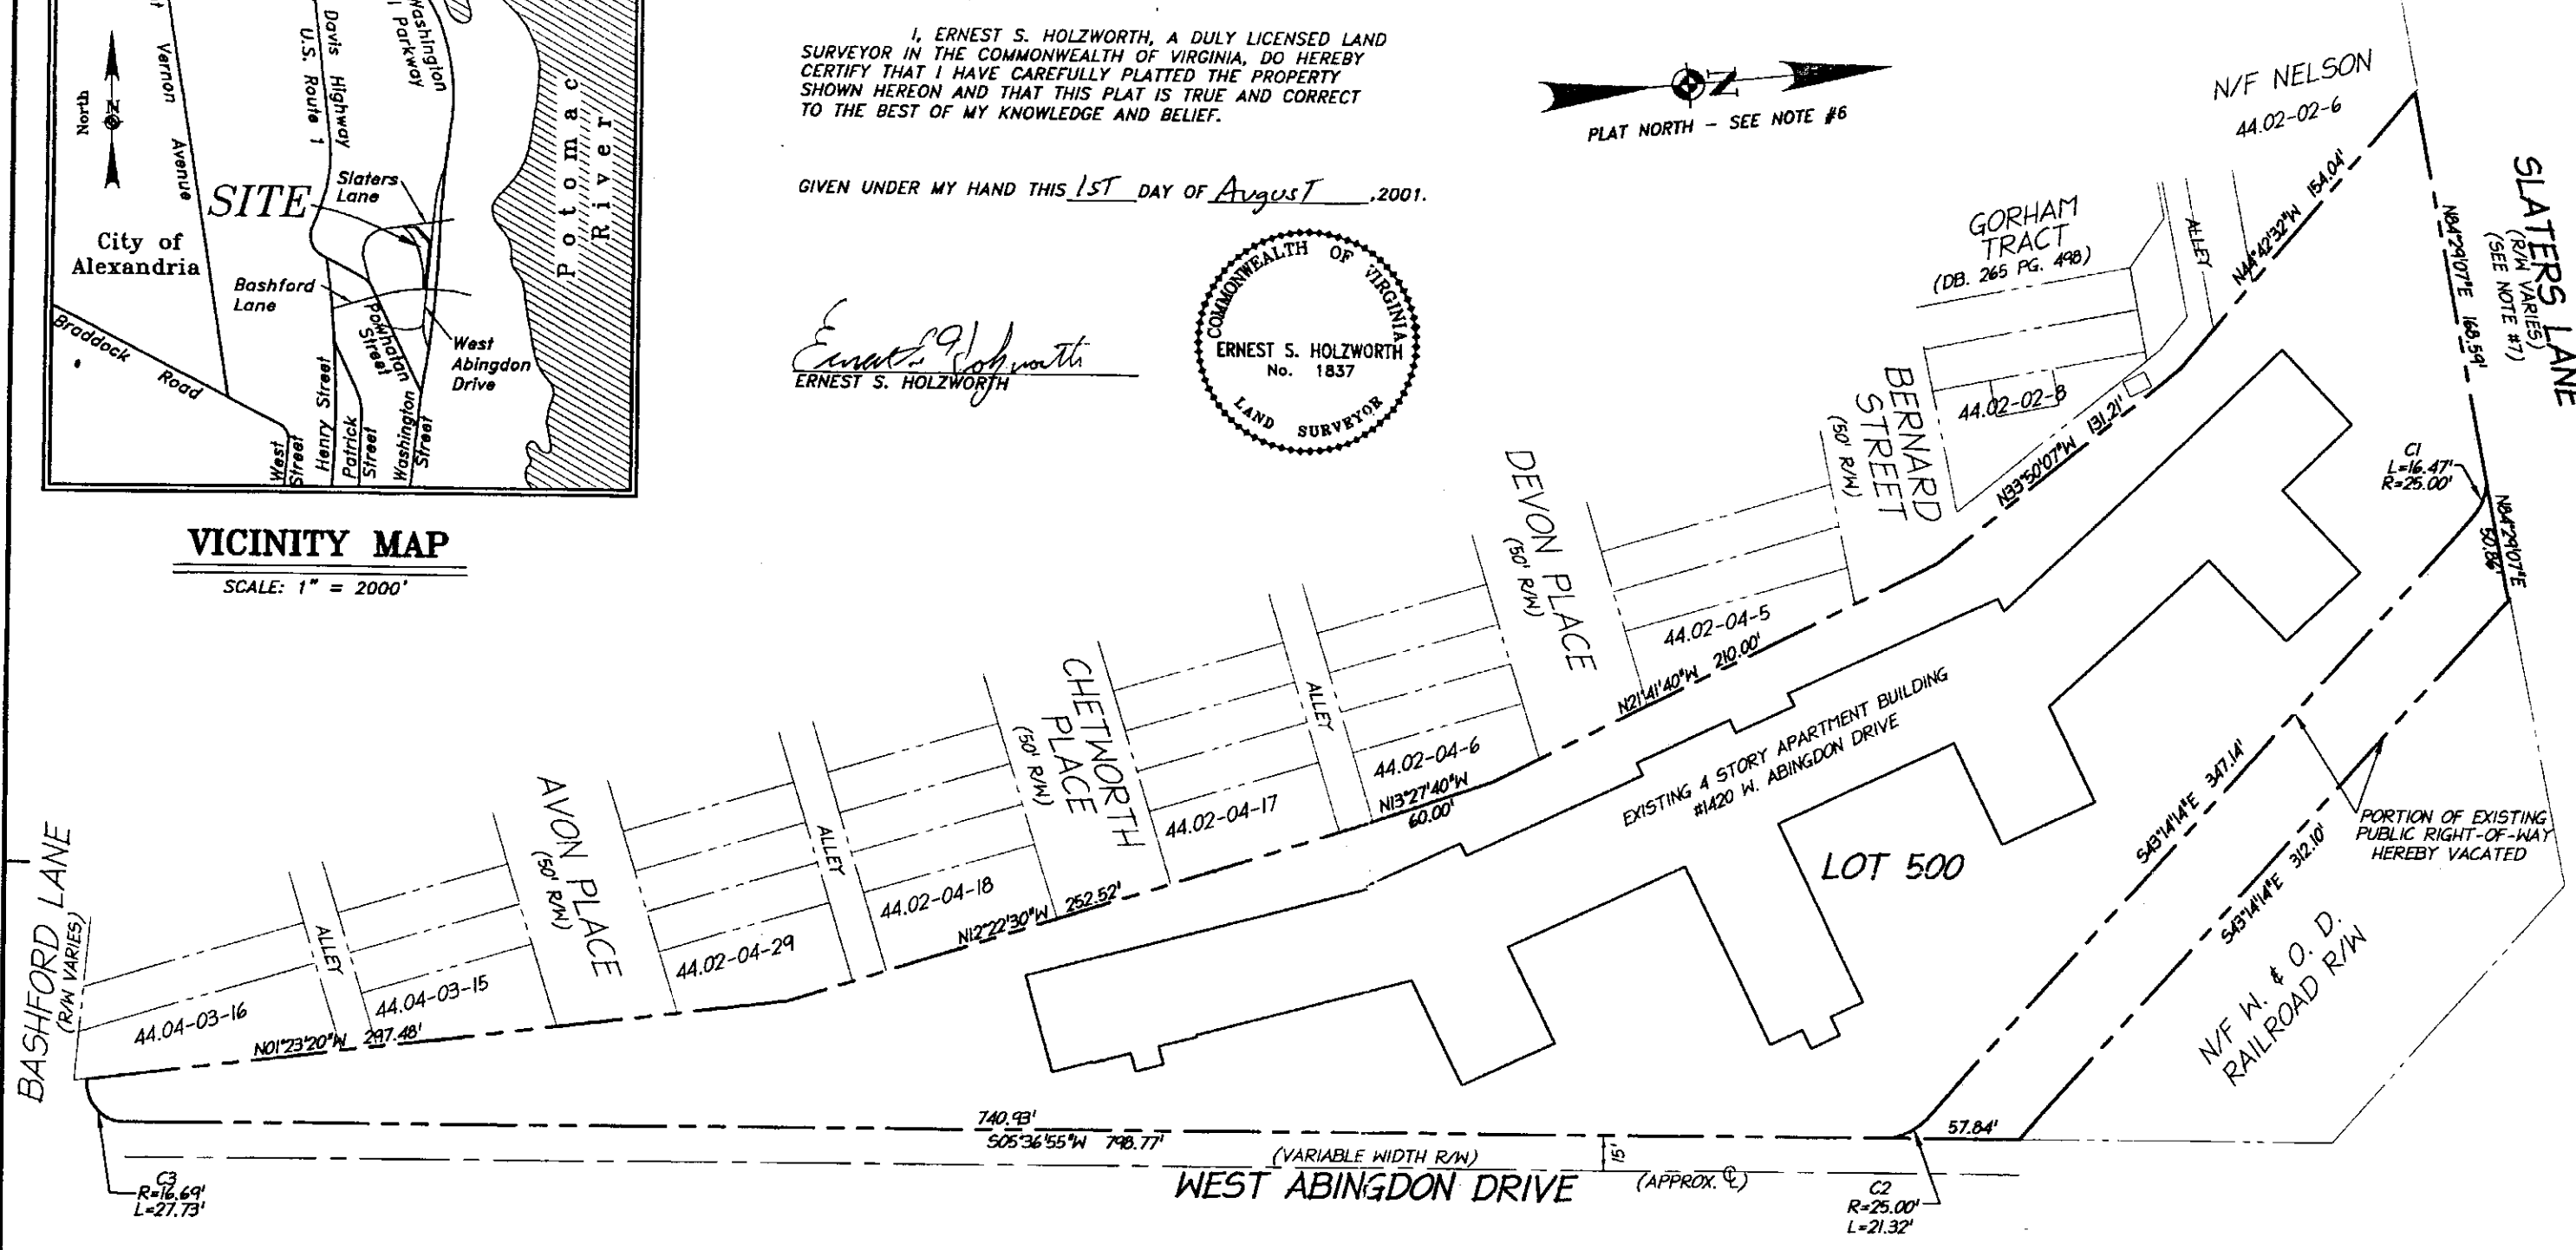 Washington
Parkway
Davis Highway
U.S. Route 1
Vernon Avenue
North
N
Potomac
River
SITE
Slaters
Lane
City of
Alexandria
Bashford
Lane
Powhatan
Street
West
Abingdon
Drive
Braddock Road
West
Street
Henry Street
Patrick
Street
Washington
Street
VICINITY MAP
SCALE: 1" = 2000'
I, ERNEST S. HOLZWORTH, A DULY LICENSED LAND
SURVEYOR IN THE COMMONWEALTH OF VIRGINIA, DO HEREBY
CERTIFY THAT I HAVE CAREFULLY PLATTED THE PROPERTY
SHOWN HEREON AND THAT THIS PLAT IS TRUE AND CORRECT
TO THE BEST OF MY KNOWLEDGE AND BELIEF.
GIVEN UNDER MY HAND THIS 1ST DAY OF August ,2001.
Ernest S. Holzworth
ERNEST S. HOLZWORTH
COMMONWEALTH OF VIRGINIA
ERNEST S. HOLZWORTH
No. 1837
LAND SURVEYOR
N
PLAT NORTH - SEE NOTE #6
N/F NELSON
44.02-02-6
SLATERS LANE
(R/W VARIES)
(SEE NOTE #7)
N84°29'07"E 168.59'
N44°42'32"W 154.04'
GORHAM
TRACT
(DB. 265 PG. 498)
ALLEY
44.02-02-8
BERNARD
STREET
(50' R/W)
N33°50'07"W 131.21'
C1
L=16.47'
R=25.00'
N84°29'07"E
50.86'
DEVON PLACE
(50' R/W)
44.02-04-5
N21°41'40"W 210.00'
EXISTING 4 STORY APARTMENT BUILDING
#1420 W. ABINGDON DRIVE
ALLEY
44.02-04-6
N13°27'40"W
60.00'
CHETWORTH
PLACE
(50' R/W)
44.02-04-17
44.02-04-18
N12°22'30"W 252.52'
ALLEY
AVON PLACE
(50' R/W)
44.02-04-29
ALLEY
44.04-03-15
44.04-03-16
N01°23'20"W 297.48'
BASHFORD LANE
(R/W VARIES)
LOT 500
S43°14'14"E 347.14'
S43°14'14"E 312.10'
PORTION OF EXISTING
PUBLIC RIGHT-OF-WAY
HEREBY VACATED
N/F W. & O. D.
RAILROAD R/W
740.93'
S05°36'55"W 798.77'
57.84'
(VARIABLE WIDTH R/W)
15'
WEST ABINGDON DRIVE
(APPROX. ℄)
C3
R=16.69'
L=27.73'
C2
R=25.00'
L=21.32'